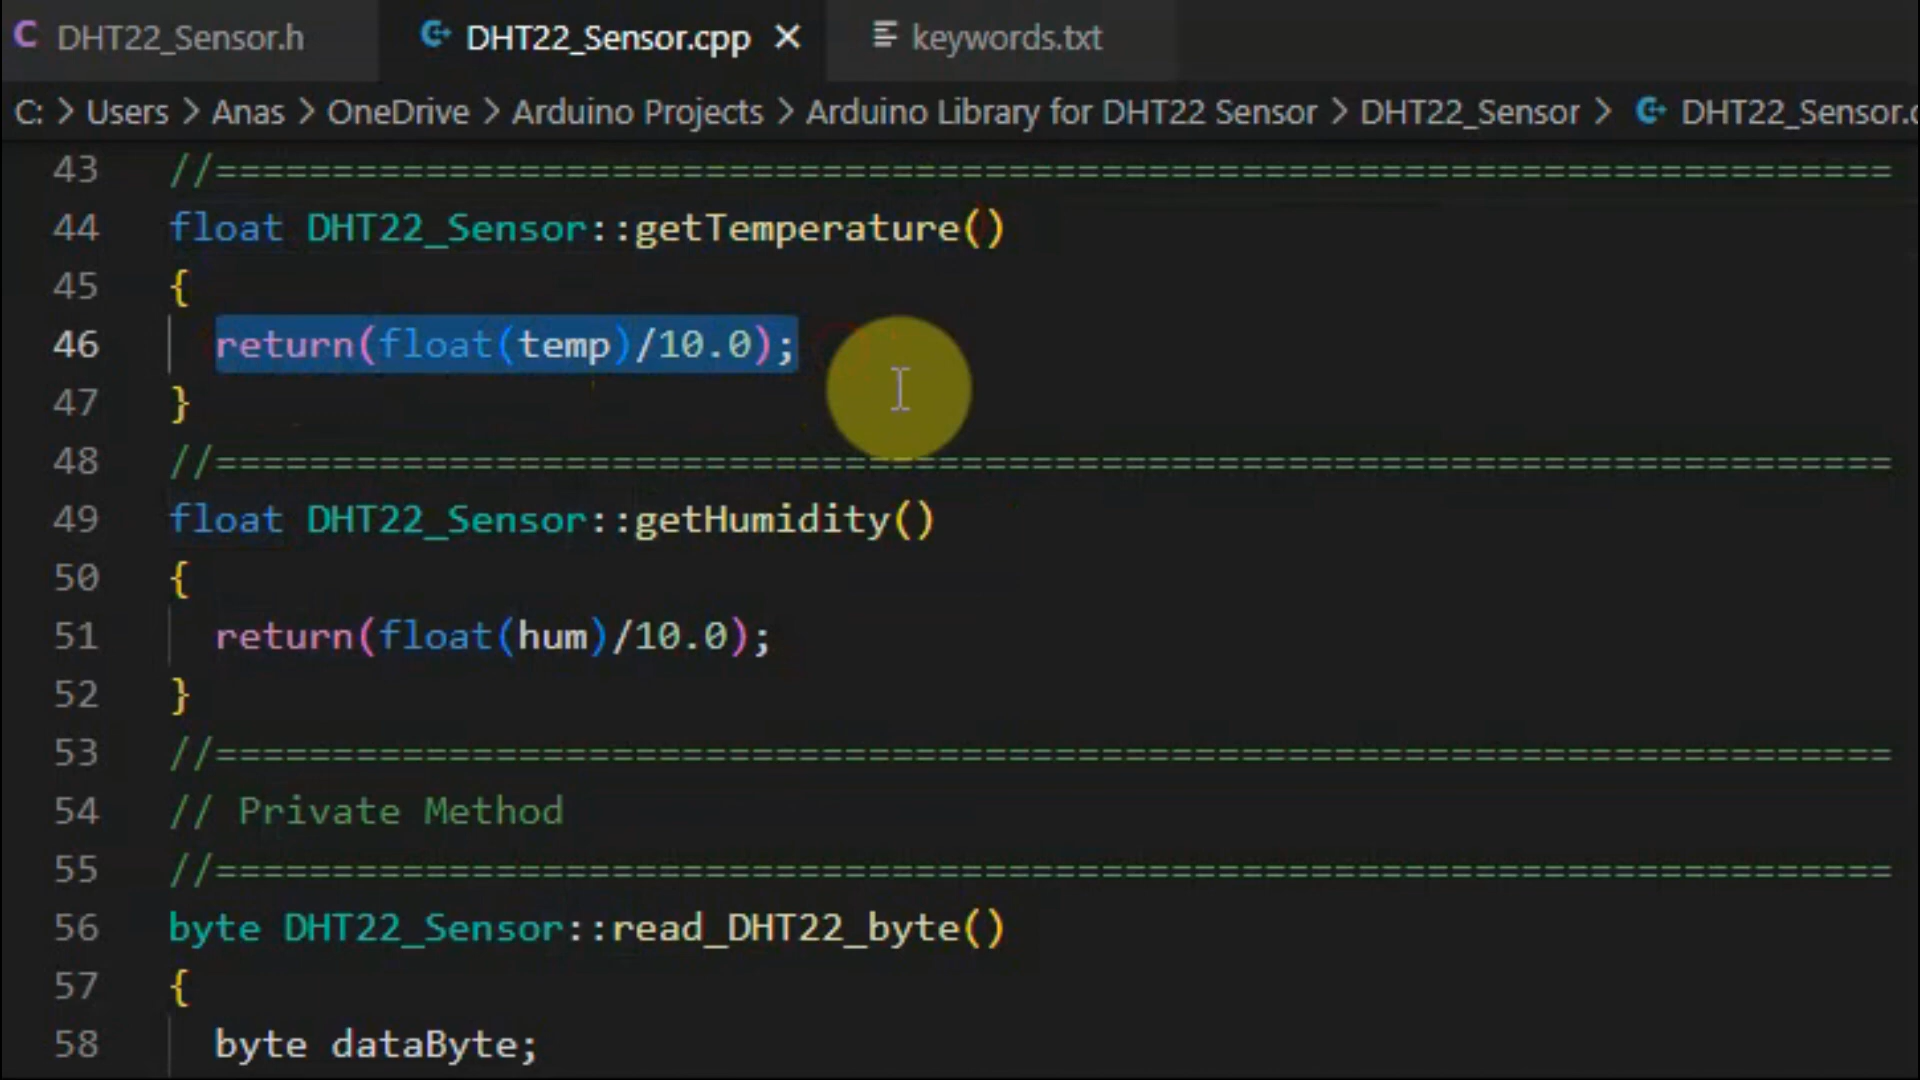 DHT22_Sensor.h DHT22_Sensor.cpp keywords.txt
C: > Users > Anas > OneDrive > Arduino Projects > Arduino Library for DHT22 Sensor > DHT22_Sensor > DHT22_Sensor.c
43 //=========================================================================
44 float DHT22_Sensor::getTemperature()
45 {
46 return(float(temp)/10.0);
47 }
48 //=========================================================================
49 float DHT22_Sensor::getHumidity()
50 {
51 return(float(hum)/10.0);
52 }
53 //=========================================================================
54 // Private Method
55 //=========================================================================
56 byte DHT22_Sensor::read_DHT22_byte()
57 {
58 byte dataByte;